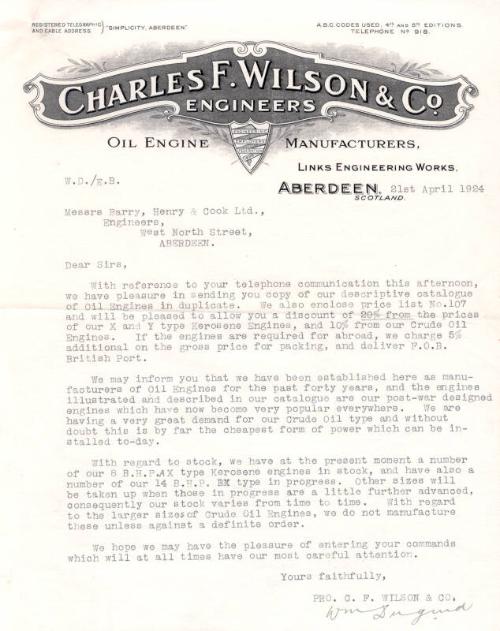 REGISTERED TELEGRAPHIC AND CABLE ADDRESS } "SIMPLICITY, ABERDEEN"
A.B.C. CODES USED, 4TH AND 5TH EDITIONS.
TELEPHONE No 918.
CHARLES F. WILSON & Co
ENGINEERS
OIL ENGINE MANUFACTURERS,
LINKS ENGINEERING WORKS.
ABERDEEN, 21st April 1924
SCOTLAND.
W.D./E.B.
Messrs Barry, Henry & Cook Ltd.,
Engineers,
West North Street,
ABERDEEN.
Dear Sirs,
With reference to your telephone communication this afternoon,
we have pleasure in sending you copy of our descriptive catalogue
of Oil Engines in duplicate. We also enclose price list No.107
and will be pleased to allow you a discount of 20% from the prices
of our X and Y type Kerosene Engines, and 10% from our Crude Oil
Engines. If the engines are required for abroad, we charge 5%
additional on the gross price for packing, and deliver F.O.B.
British Port.
We may inform you that we have been established here as manu-
facturers of Oil Engines for the past forty years, and the engines
illustrated and described in our catalogue are our post-war designed
engines which have now become very popular everywhere. We are
having a very great demand for our Crude Oil type and without
doubt this is by far the cheapest form of power which can be in-
stalled to-day.
With regard to stock, we have at the present moment a number
of our 8 B.H.P.AX type Kerosene engines in stock, and have also a
number of our 14 B.H.P. BX type in progress. Other sizes will
be taken up when those in progress are a little further advanced,
consequently our stock varies from time to time. With regard
to the larger sizes of Crude Oil Engines, we do not manufacture
these unless against a definite order.
We hope we may have the pleasure of entering your commands
which will at all times have our most careful attention.
Yours faithfully,
PRO. C. F. WILSON & CO.
Wm Duguid